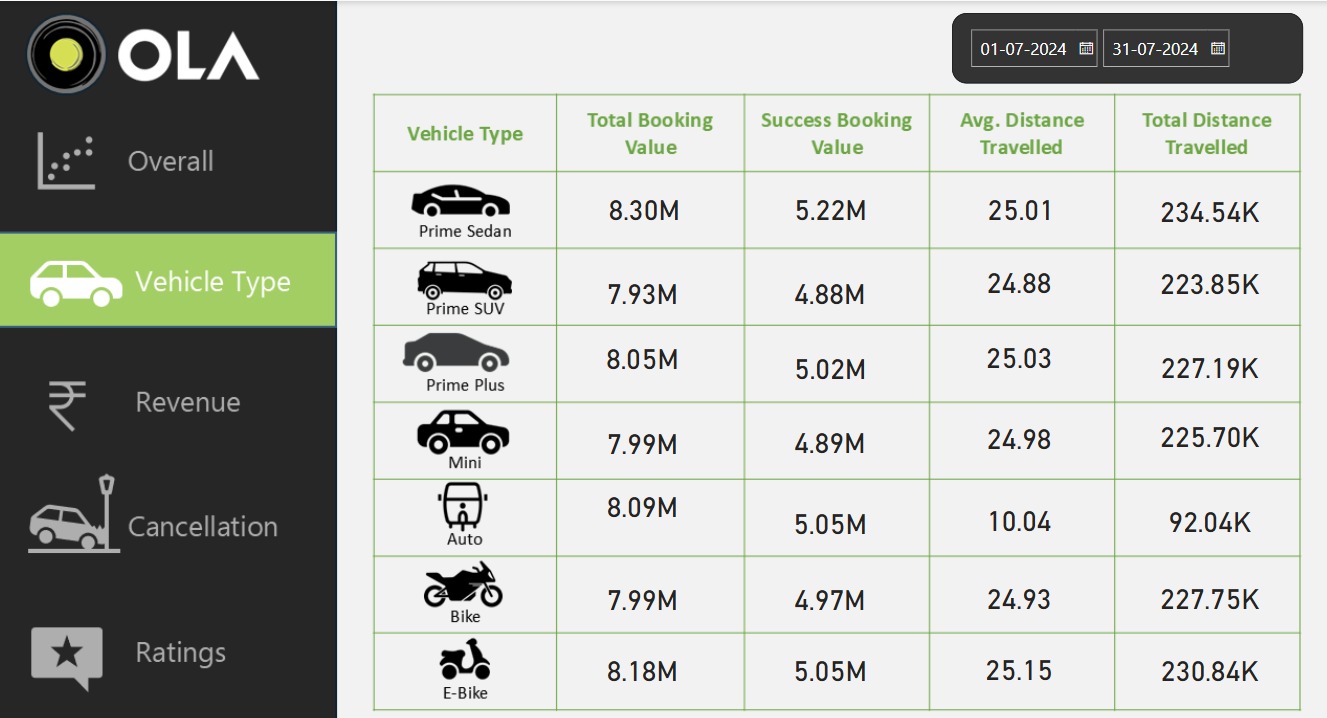 OLA
01-07-2024 31-07-2024
Overall
Vehicle Type
Revenue
Cancellation
Ratings
Vehicle Type Total Booking Value Success Booking Value Avg. Distance Travelled Total Distance Travelled
Prime Sedan 8.30M 5.22M 25.01 234.54K
Prime SUV 7.93M 4.88M 24.88 223.85K
Prime Plus 8.05M 5.02M 25.03 227.19K
Mini 7.99M 4.89M 24.98 225.70K
Auto 8.09M 5.05M 10.04 92.04K
Bike 7.99M 4.97M 24.93 227.75K
E-Bike 8.18M 5.05M 25.15 230.84K